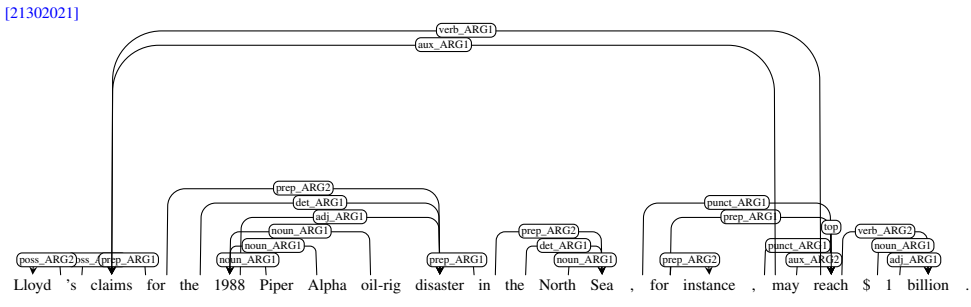 [21302021]
verb_ARG1
aux_ARG1
prep_ARG2
det_ARG1 punct_ARG1
adj_ARG1 prep_ARG1
noun_ARG1 prep_ARG2 top verb_ARG2
noun_ARG1 det_ARG1 punct_ARG1 noun_ARG1
poss_ARG2 poss_A prep_ARG1 noun_ARG1 prep_ARG1 noun_ARG1 prep_ARG2 aux_ARG2 adj_ARG1
Lloyd 's claims for the 1988 Piper Alpha oil-rig disaster in the North Sea , for instance , may reach $ 1 billion .